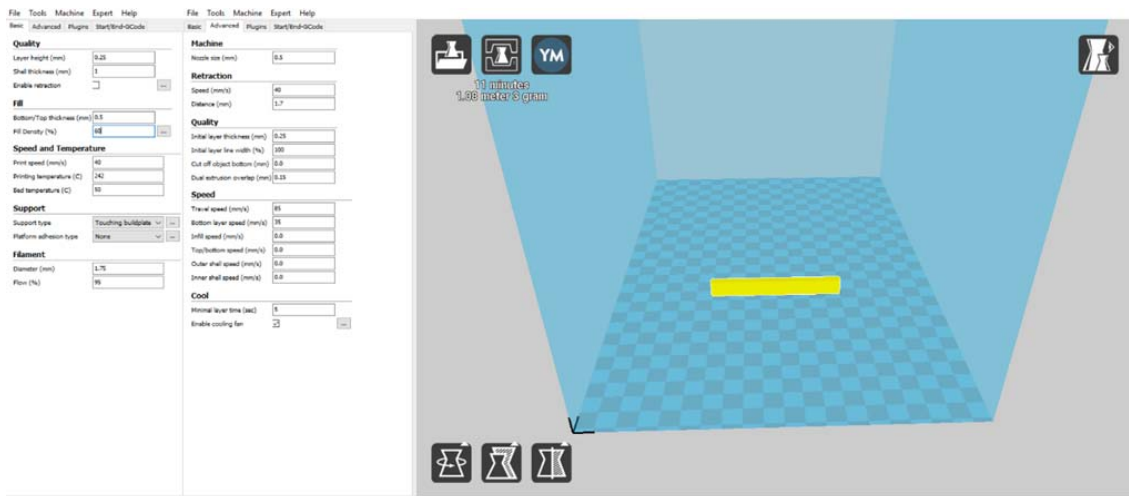 File Tools Machine Expert Help
Basic Advanced Plugins Start/End-GCode
Quality
Layer height (mm) 0.25
Shell thickness (mm) 1
Enable retraction ...
Fill
Bottom/Top thickness (mm) 0.5
Fill Density (%) 60 ...
Speed and Temperature
Print speed (mm/s) 40
Printing temperature (C) 242
Bed temperature (C) 90
Support
Support type Touching buildplate ...
Platform adhesion type None ...
Filament
Diameter (mm) 1.75
Flow (%) 95
File Tools Machine Expert Help
Basic Advanced Plugins Start/End-GCode
Machine
Nozzle size (mm) 0.5
Retraction
Speed (mm/s) 40
Distance (mm) 1.7
Quality
Initial layer thickness (mm) 0.25
Initial layer line width (%) 100
Cut off object bottom (mm) 0.0
Dual extrusion overlap (mm) 0.15
Speed
Travel speed (mm/s) 85
Bottom layer speed (mm/s) 35
Infill speed (mm/s) 0.0
Top/bottom speed (mm/s) 0.0
Outer shell speed (mm/s) 0.0
Inner shell speed (mm/s) 0.0
Cool
Minimal layer time (sec) 5
Enable cooling fan ...
YM
11 minutes
1.08 meter 3 gram